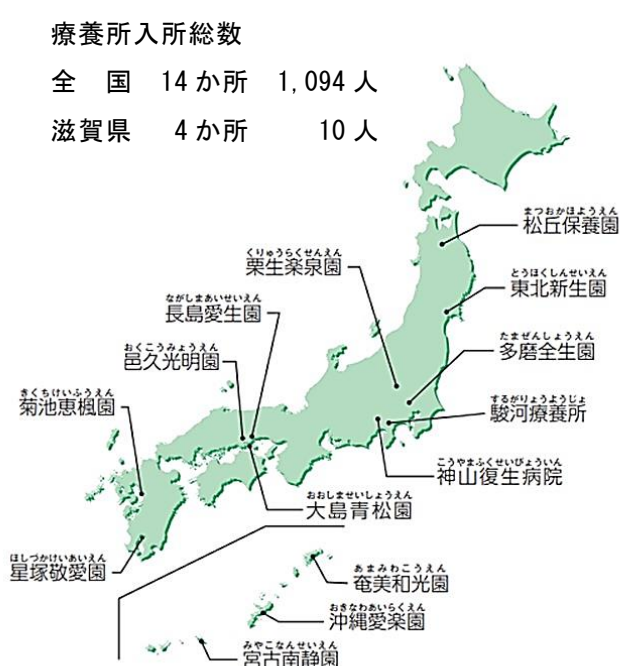 療養所入所総数
全　国　14か所　1,094人
滋賀県　4か所　10人
まつおかほようえん
松丘保養園
くりゅうらくせんえん
栗生楽泉園
とうほくしんせいえん
東北新生園
ながしまあいせいえん
長島愛生園
たまぜんしょうえん
多磨全生園
おくこうみょうえん
邑久光明園
きくちけいふうえん
菊池恵楓園
するがりょうようじょ
駿河療養所
こうやまふくせいびょういん
神山復生病院
おおしませいしょうえん
大島青松園
ほしづかけいあいえん
星塚敬愛園
あまみわこうえん
奄美和光園
おきなわあいらくえん
沖縄愛楽園
みやこなんせいえん
宮古南静園